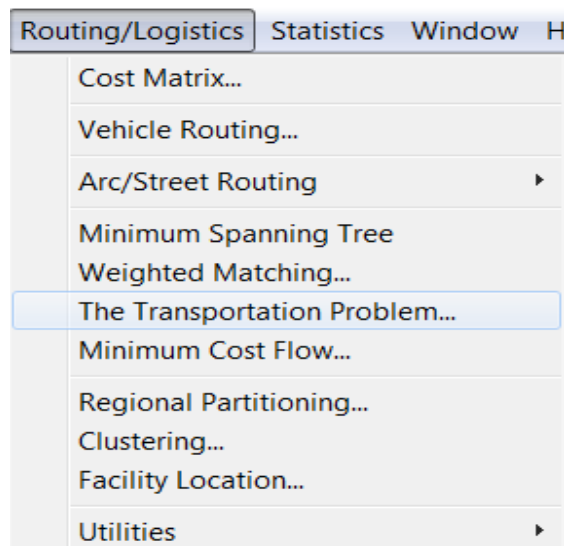 Routing/Logistics Statistics Window H
Cost Matrix...
Vehicle Routing...
Arc/Street Routing
Minimum Spanning Tree
Weighted Matching...
The Transportation Problem...
Minimum Cost Flow...
Regional Partitioning...
Clustering...
Facility Location...
Utilities